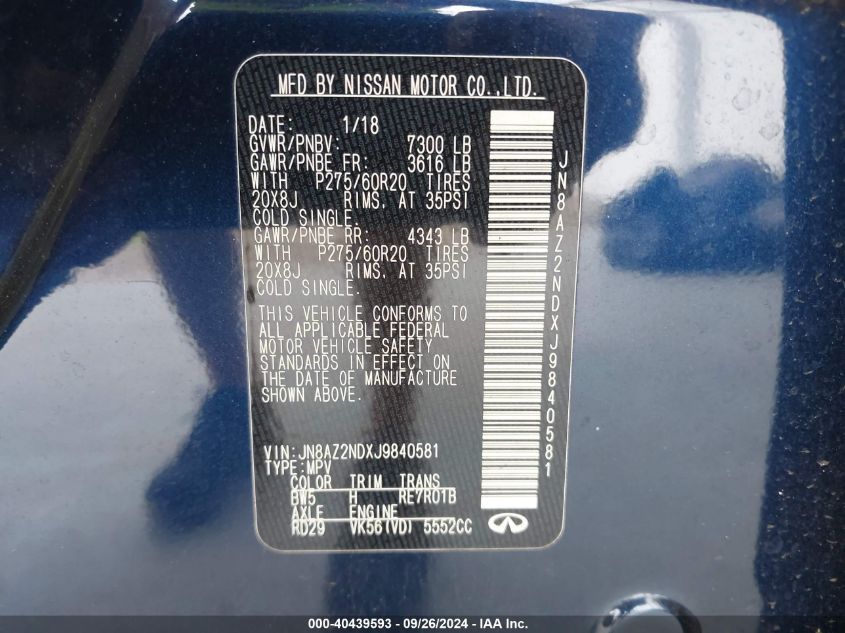 MFD BY NISSAN MOTOR CO.,LTD.
DATE: 1/18
GVWR/PNBV: 7300 LB
GAWR/PNBE FR: 3616 LB
WITH P275/60R20 TIRES
20X8J RIMS, AT 35PSI
COLD SINGLE.
GAWR/PNBE RR: 4343 LB
WITH P275/60R20 TIRES
20X8J RIMS, AT 35PSI
COLD SINGLE.
THIS VEHICLE CONFORMS TO
ALL APPLICABLE FEDERAL
MOTOR VEHICLE SAFETY
STANDARDS IN EFFECT ON
THE DATE OF MANUFACTURE
SHOWN ABOVE.
VIN:JN8AZ2NDXJ9840581
TYPE:MPV
COLOR TRIM TRANS
BW5 H RE7R01B
AXLE ENGINE
RD29 VK56(VD) 5552CC
JN8AZ2NDXJ9840581
000-40439593 - 09/26/2024 - IAA Inc.